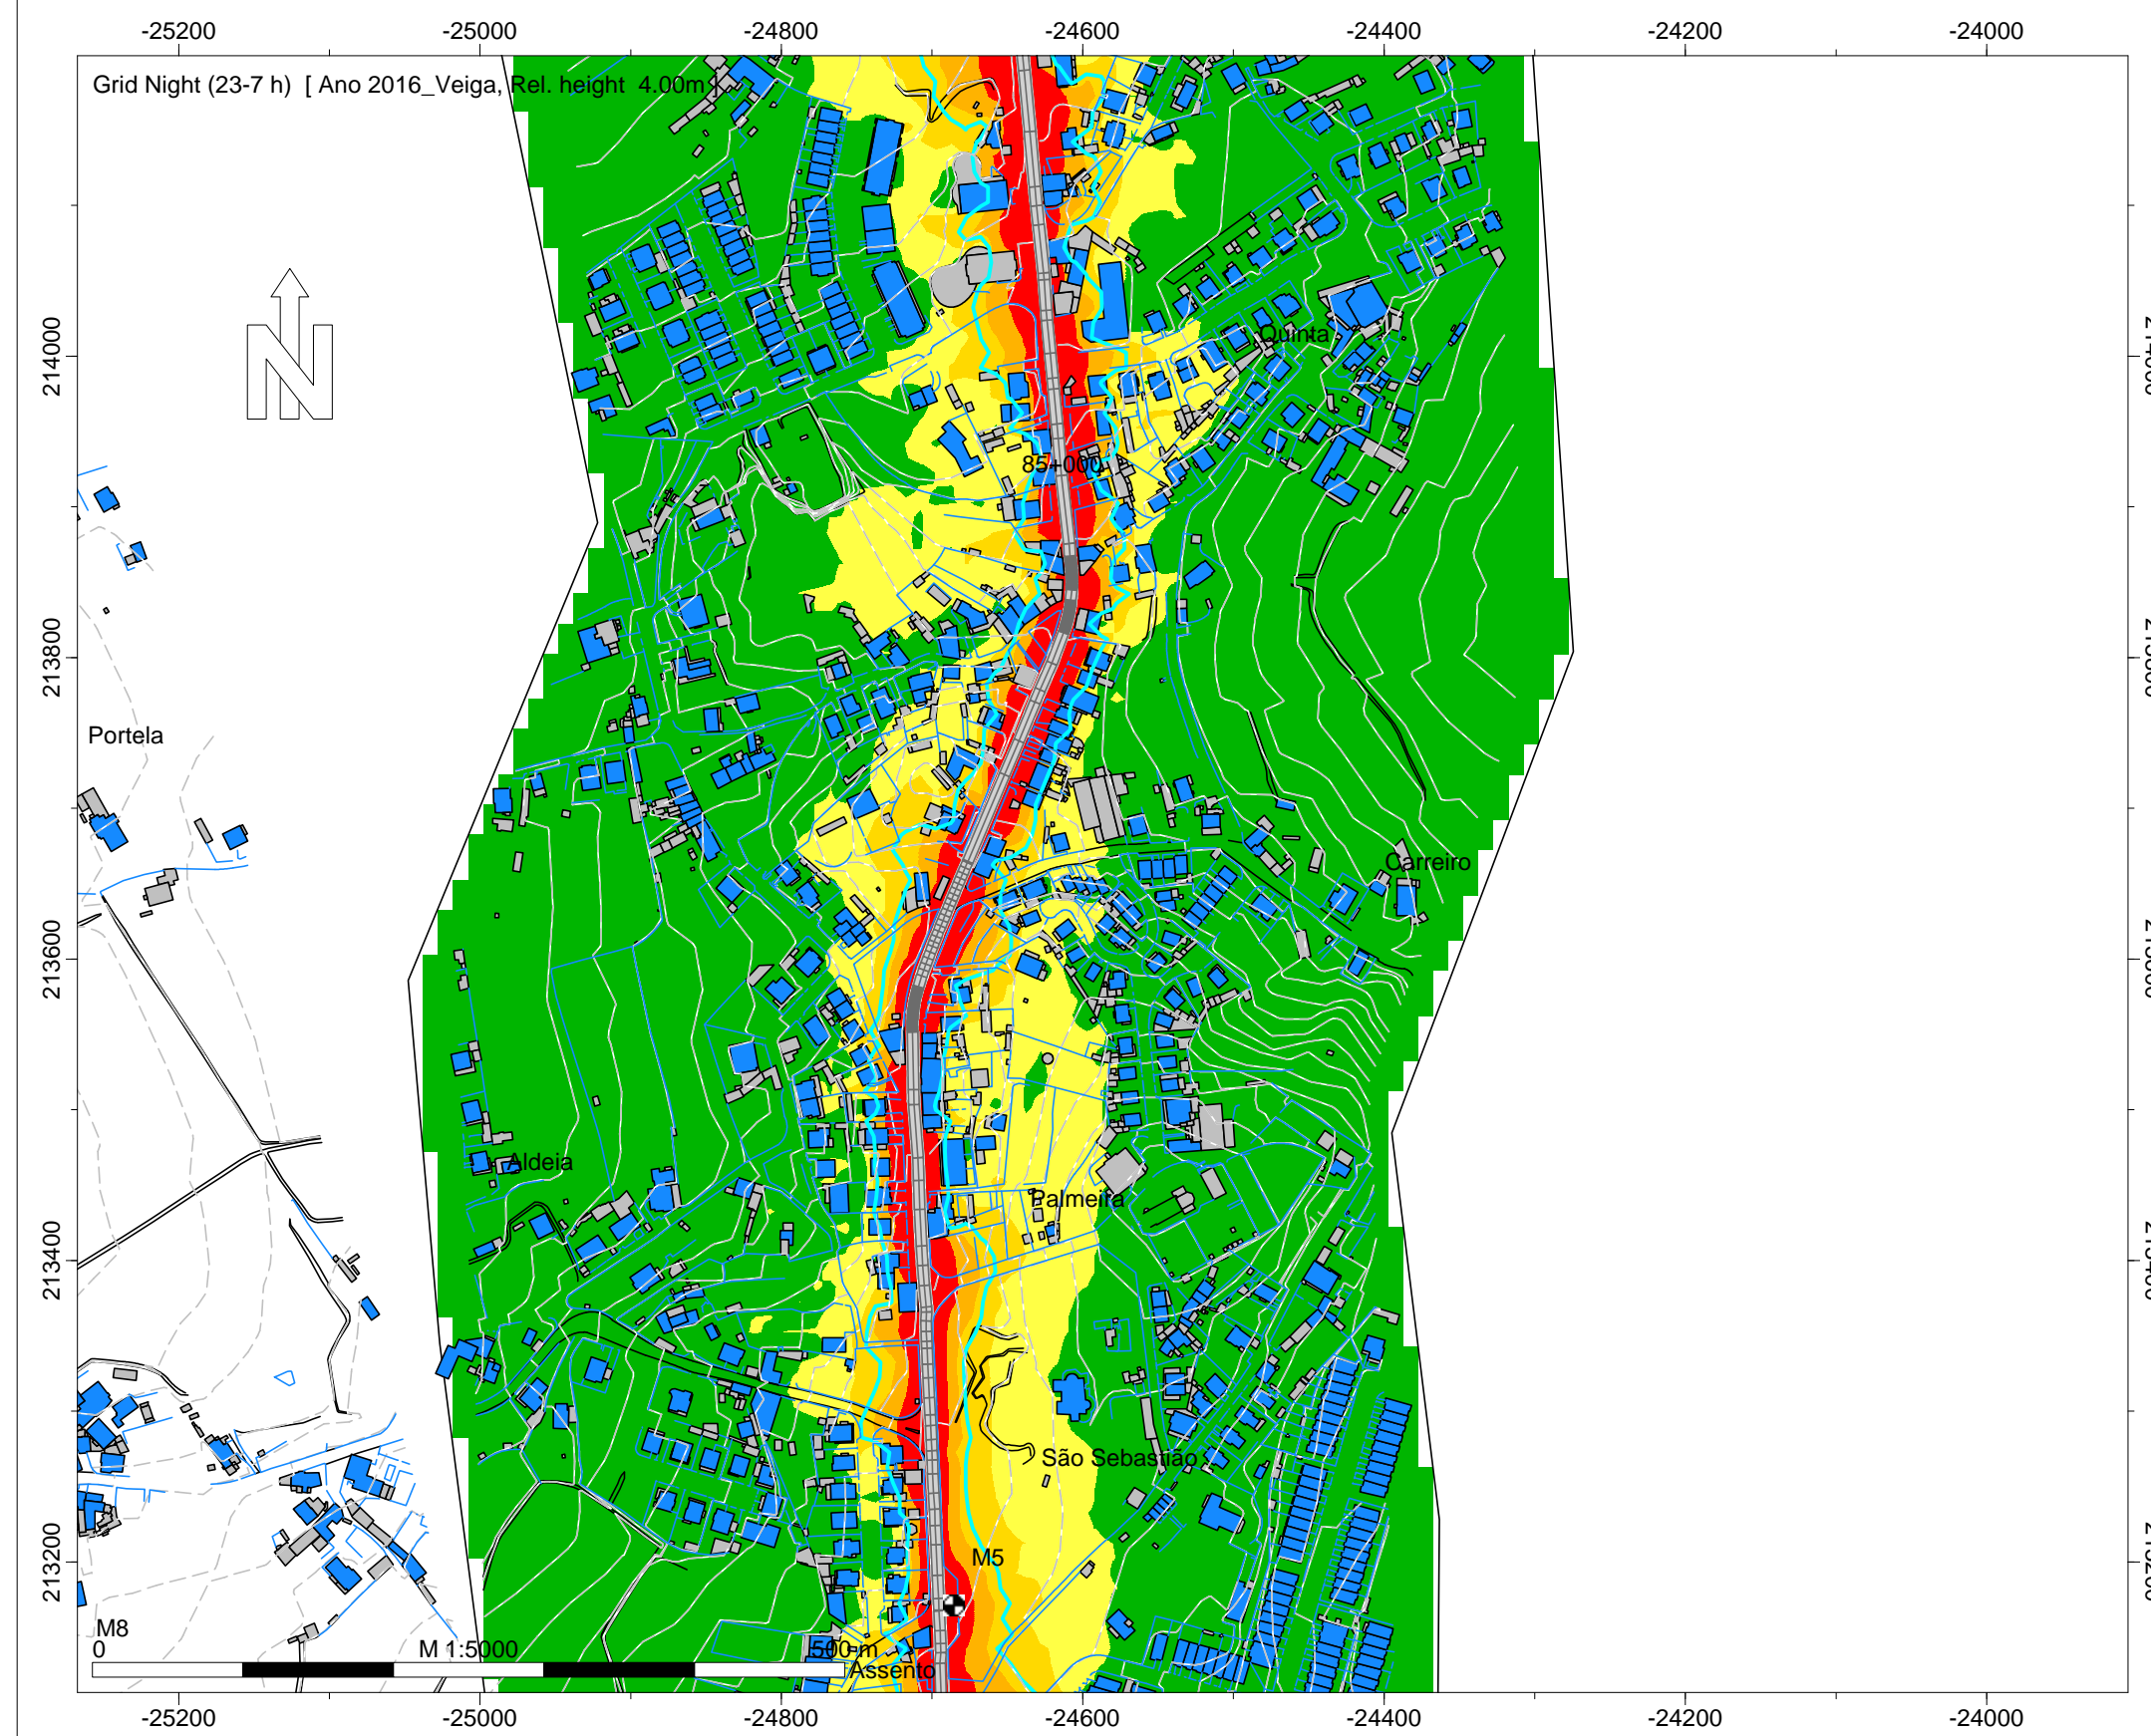 -25200 -25000 -24800 -24600 -24400 -24200 -24000
Grid Night (23-7 h) [ Ano 2016_Veiga, Rel. height 4.00m ]
N
Quinta
214000
85+000
213800
Portela
Carreiro
213600
Aldeia
Palmeira
213400
São Sebastião
213200
M5
M8
0 M 1:5000 500 m
Assento
-25200 -25000 -24800 -24600 -24400 -24200 -24000